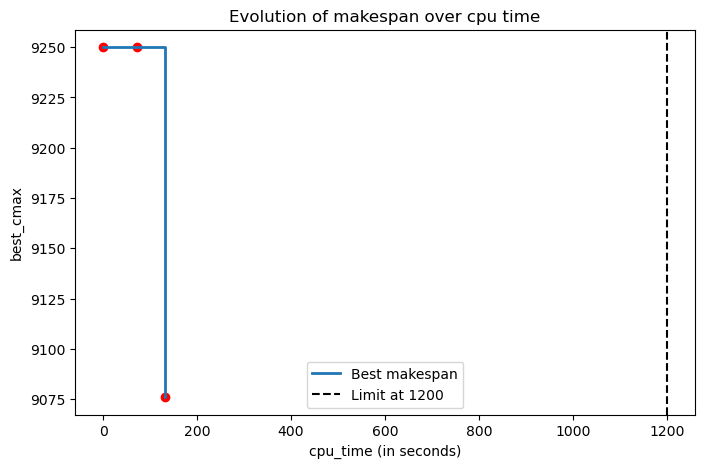 Evolution of makespan over cpu time
best_cmax
9250
9225
9200
9175
9150
9125
9100
9075
Best makespan
Limit at 1200
0 200 400 600 800 1000 1200
cpu_time (in seconds)